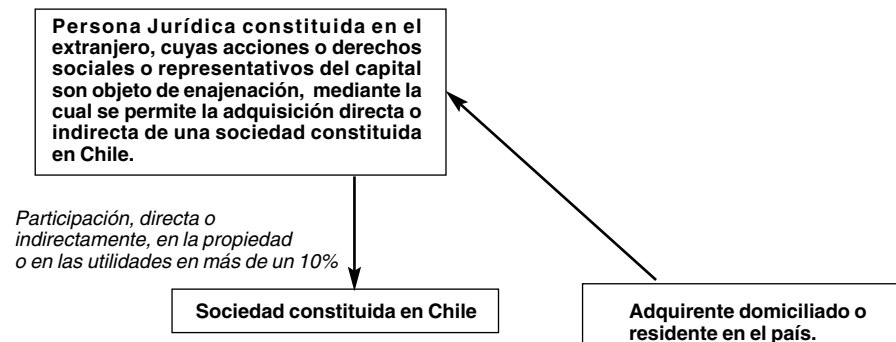 Persona Jurídica constituida en el
extranjero, cuyas acciones o derechos
sociales o representativos del capital
son objeto de enajenación, mediante la
cual se permite la adquisición directa o
indirecta de una sociedad constituida
en Chile.
Participación, directa o
indirectamente, en la propiedad
o en las utilidades en más de un 10%
Sociedad constituida en Chile
Adquirente domiciliado o
residente en el país.